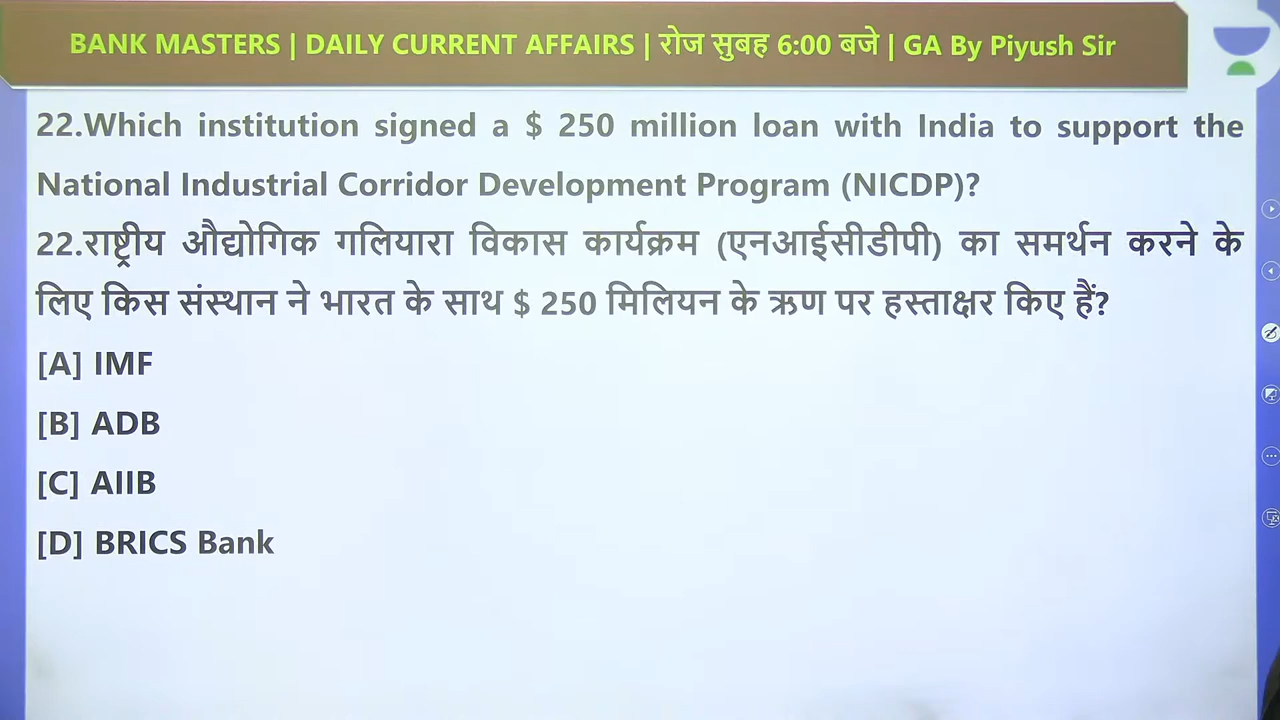 BANK MASTERS | DAILY CURRENT AFFAIRS | रोज सुबह 6:00 बजे | GA By Piyush Sir
22.Which institution signed a $ 250 million loan with India to support the
National Industrial Corridor Development Program (NICDP)?
22.राष्ट्रीय औद्योगिक गलियारा विकास कार्यक्रम (एनआईसीडीपी) का समर्थन करने के
लिए किस संस्थान ने भारत के साथ $ 250 मिलियन के ऋण पर हस्ताक्षर किए हैं?
[A] IMF
[B] ADB
[C] AIIB
[D] BRICS Bank